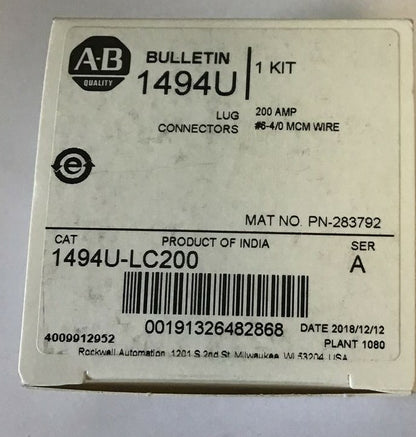 A-B
QUALITY
BULLETIN
1494U
1 KIT
LUG
CONNECTORS
200 AMP
#6-4/0 MCM WIRE
MAT NO. PN-283792
CAT
PRODUCT OF INDIA
SER
1494U-LC200
A
00191326482868
DATE 2018/12/12
4009912952
PLANT 1080
Rockwell Automation, 1201 S 2nd St. Milwaukee, WI 53204, USA